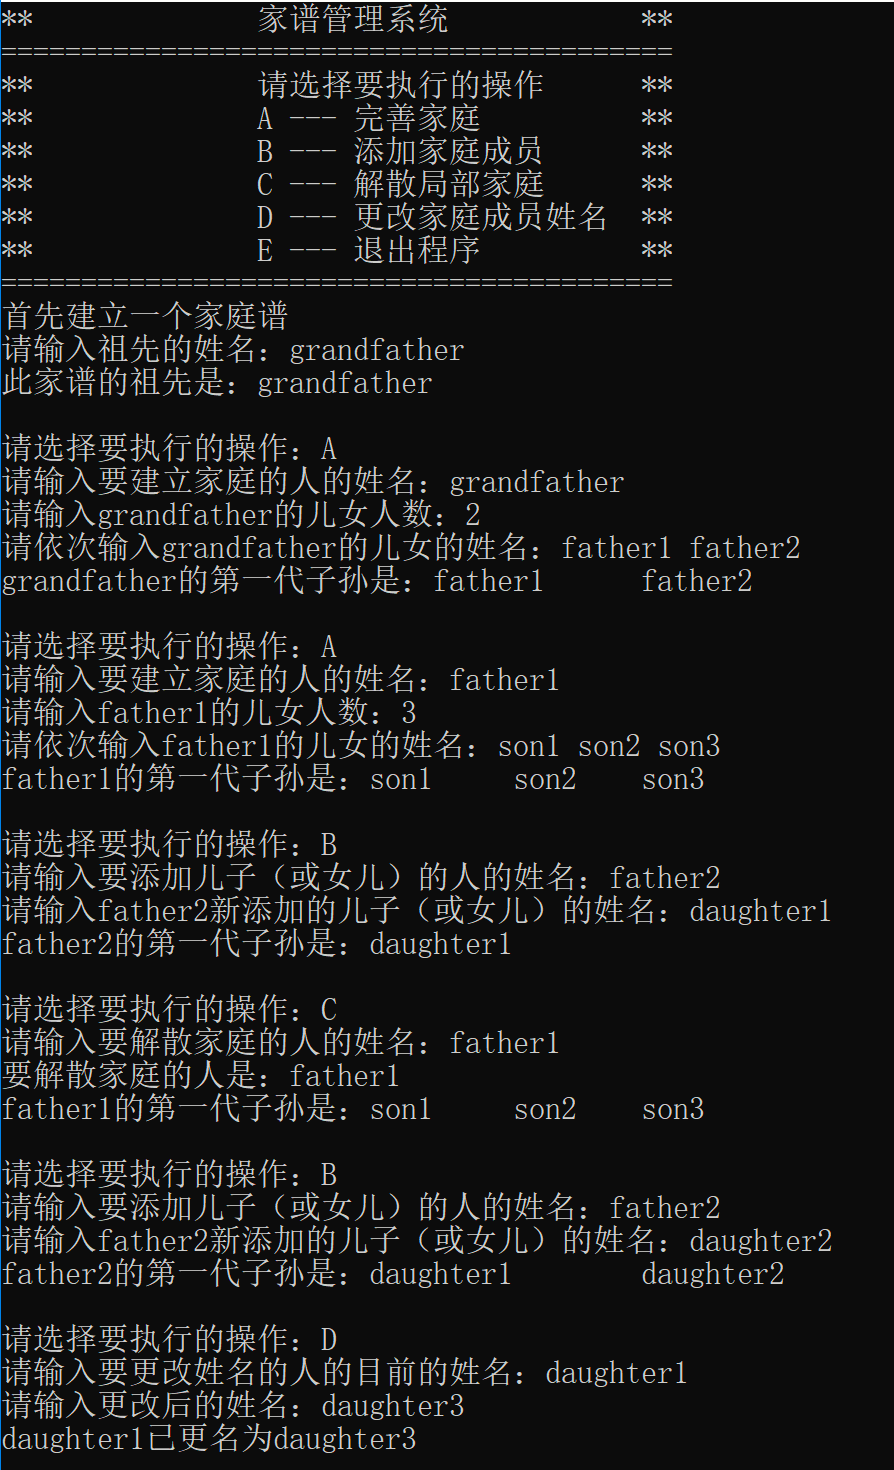 **              家谱管理系统            **
==========================================
**              请选择要执行的操作      **
**              A --- 完善家庭          **
**              B --- 添加家庭成员      **
**              C --- 解散局部家庭      **
**              D --- 更改家庭成员姓名  **
**              E --- 退出程序          **
==========================================
首先建立一个家庭谱
请输入祖先的姓名：grandfather
此家谱的祖先是：grandfather

请选择要执行的操作：A
请输入要建立家庭的人的姓名：grandfather
请输入grandfather的儿女人数：2
请依次输入grandfather的儿女的姓名：father1 father2
grandfather的第一代子孙是：father1      father2

请选择要执行的操作：A
请输入要建立家庭的人的姓名：father1
请输入father1的儿女人数：3
请依次输入father1的儿女的姓名：son1 son2 son3
father1的第一代子孙是：son1     son2    son3

请选择要执行的操作：B
请输入要添加儿子（或女儿）的人的姓名：father2
请输入father2新添加的儿子（或女儿）的姓名：daughter1
father2的第一代子孙是：daughter1

请选择要执行的操作：C
请输入要解散家庭的人的姓名：father1
要解散家庭的人是：father1
father1的第一代子孙是：son1     son2    son3

请选择要执行的操作：B
请输入要添加儿子（或女儿）的人的姓名：father2
请输入father2新添加的儿子（或女儿）的姓名：daughter2
father2的第一代子孙是：daughter1        daughter2

请选择要执行的操作：D
请输入要更改姓名的人的目前的姓名：daughter1
请输入更改后的姓名：daughter3
daughter1已更名为daughter3